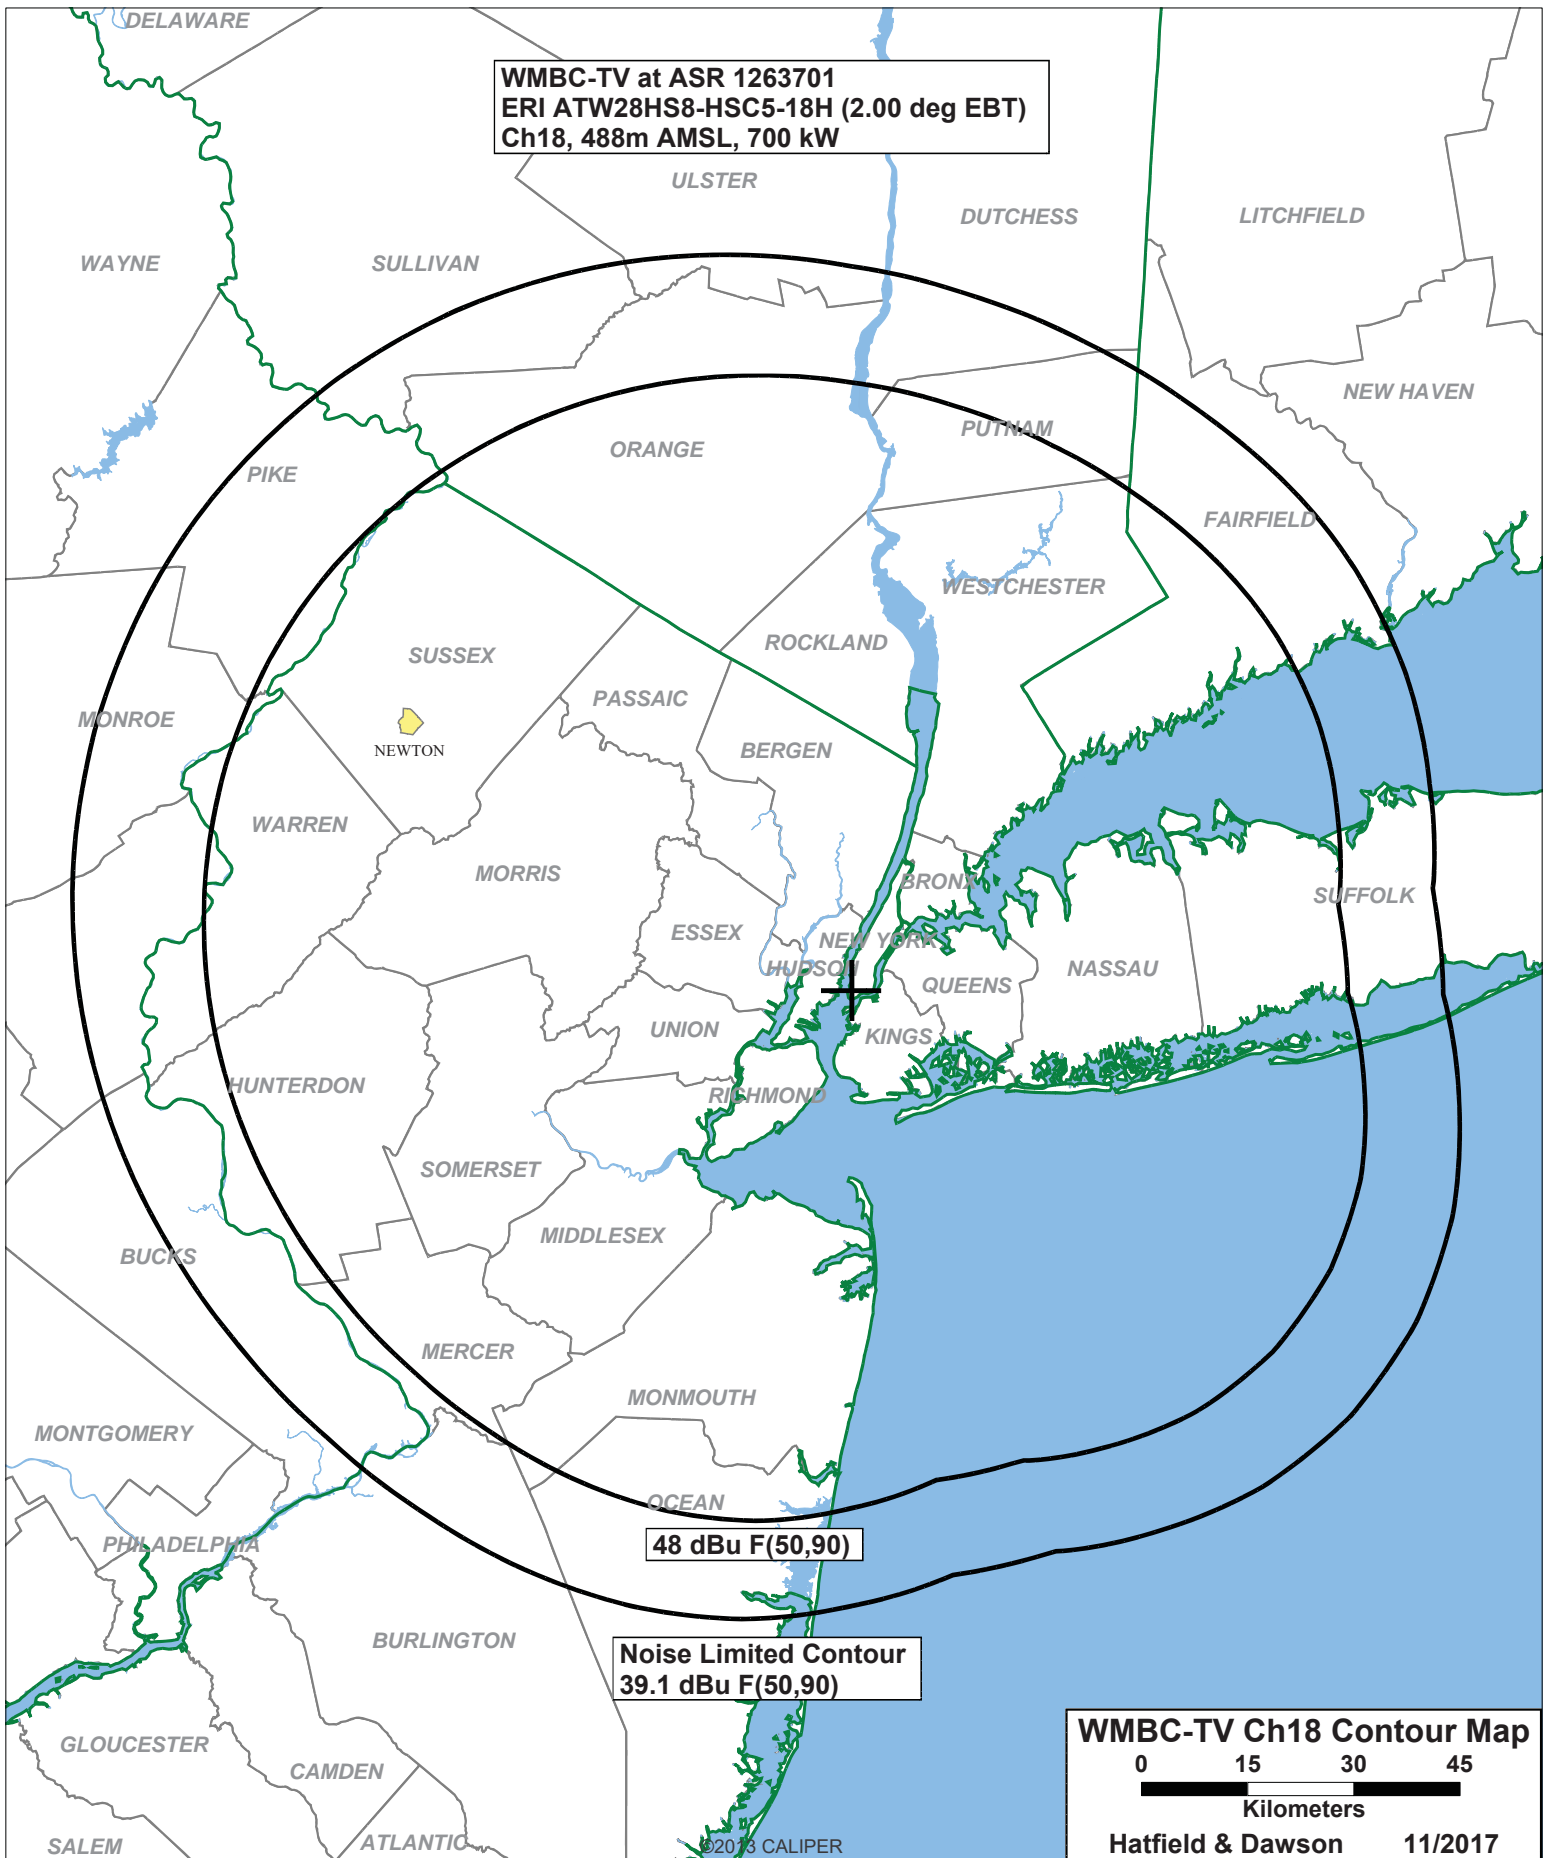 DELAWARE
WMBC-TV at ASR 1263701
ERI ATW28HS8-HSC5-18H (2.00 deg EBT)
Ch18, 488m AMSL, 700 kW
ULSTER
DUTCHESS
LITCHFIELD
WAYNE
SULLIVAN
NEW HAVEN
PUTNAM
ORANGE
PIKE
FAIRFIELD
WESTCHESTER
ROCKLAND
SUSSEX
PASSAIC
MONROE
NEWTON
BERGEN
WARREN
MORRIS
BRONX
SUFFOLK
ESSEX
NEW YORK
HUDSON
NASSAU
QUEENS
UNION
KINGS
HUNTERDON
RICHMOND
SOMERSET
MIDDLESEX
BUCKS
MERCER
MONMOUTH
MONTGOMERY
OCEAN
48 dBu F(50,90)
PHILADELPHIA
BURLINGTON
Noise Limited Contour
39.1 dBu F(50,90)
GLOUCESTER
CAMDEN
SALEM
ATLANTIC
©2013 CALIPER
WMBC-TV Ch18 Contour Map
0 15 30 45
Kilometers
Hatfield & Dawson 11/2017